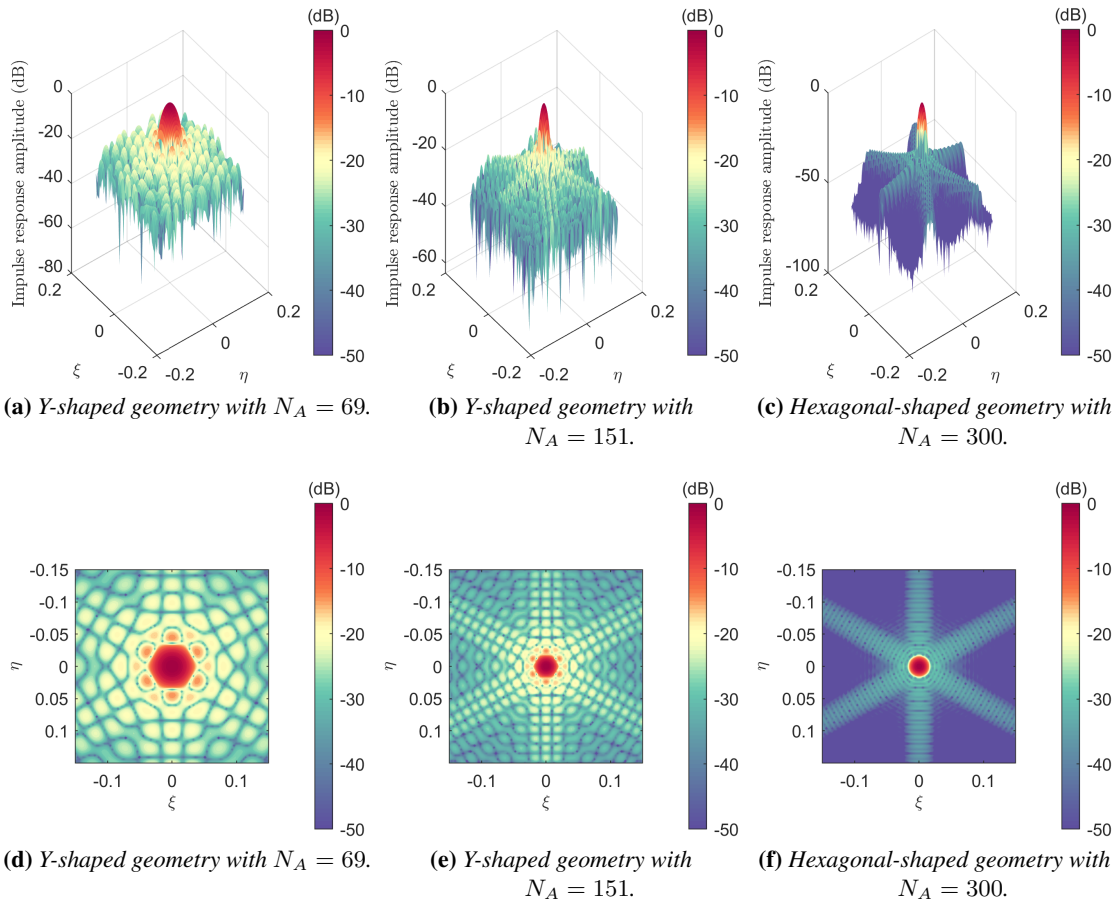 (dB)
0
-10
-20
-30
-40
-50
Impulse response amplitude (dB)
0
-20
-40
-60
-80
0.2
0
-0.2
ξ
-0.2
0
0.2
η
(a) Y-shaped geometry with N_A = 69.
(dB)
0
-10
-20
-30
-40
-50
Impulse response amplitude (dB)
0
-20
-40
-60
0.2
0
-0.2
ξ
-0.2
0
0.2
η
(b) Y-shaped geometry with
N_A = 151.
(dB)
0
-10
-20
-30
-40
-50
Impulse response amplitude (dB)
0
-50
-100
0.2
0
-0.2
ξ
-0.2
0
0.2
η
(c) Hexagonal-shaped geometry with
N_A = 300.
(dB)
0
-10
-20
-30
-40
-50
-0.15
-0.1
-0.05
0
0.05
0.1
η
-0.1 0 0.1
ξ
(d) Y-shaped geometry with N_A = 69.
(dB)
0
-10
-20
-30
-40
-50
-0.15
-0.1
-0.05
0
0.05
0.1
η
-0.1 0 0.1
ξ
(e) Y-shaped geometry with
N_A = 151.
(dB)
0
-10
-20
-30
-40
-50
-0.15
-0.1
-0.05
0
0.05
0.1
η
-0.1 0 0.1
ξ
(f) Hexagonal-shaped geometry with
N_A = 300.